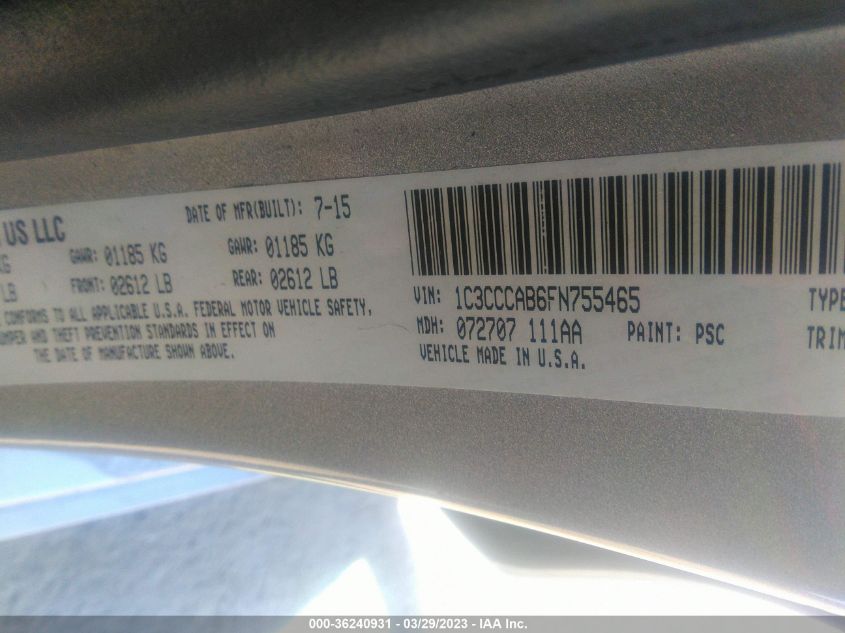 US LLC
DATE OF MFR(BUILT): 7-15
KG GAWR: 01185 KG GAWR: 01185 KG
LB FRONT: 02612 LB REAR: 02612 LB
CONFORMS TO ALL APPLICABLE U.S.A. FEDERAL MOTOR VEHICLE SAFETY,
AND THEFT PREVENTION STANDARDS IN EFFECT ON
THE DATE OF MANUFACTURE SHOWN ABOVE.
VIN: 1C3CCCAB6FN755465 TYPE
MDH: 072707 111AA PAINT: PSC TRIM
VEHICLE MADE IN U.S.A.
000-36240931 - 03/29/2023 - IAA Inc.